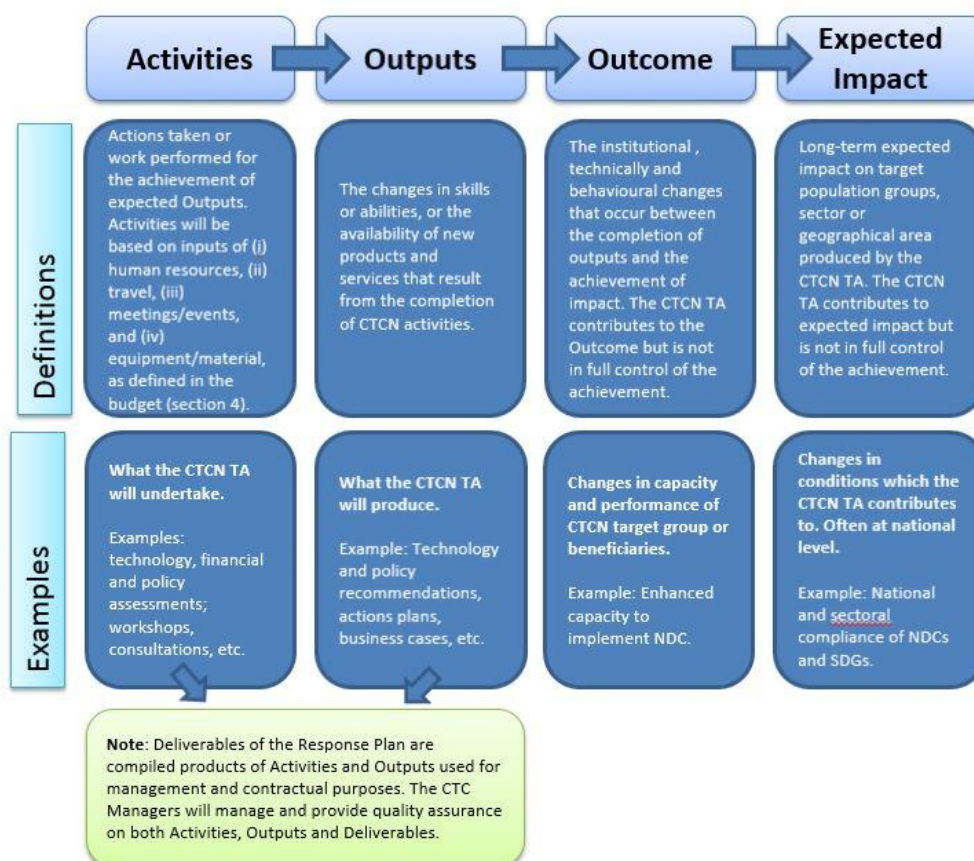 Activities
Outputs
Outcome
Expected
Impact
Definitions
Actions taken or
work performed for
the achievement of
expected Outputs.
Activities will be
based on inputs of (i)
human resources, (ii)
travel, (iii)
meetings/events,
and (iv)
equipment/material,
as defined in the
budget (section 4).
The changes in skills
or abilities, or the
availability of new
products and
services that result
from the completion
of CTCN activities.
The institutional ,
technically and
behavioural changes
that occur between
the completion of
outputs and the
achievement of
impact. The CTCN TA
contributes to the
Outcome but is not
in full control of the
achievement.
Long-term expected
impact on target
population groups,
sector or
geographical area
produced by the
CTCN TA. The CTCN
TA contributes to
expected impact but
is not in full control
of the achievement.
Examples
What the CTCN TA
will undertake.
Examples:
technology, financial
and policy
assessments;
workshops,
consultations, etc.
What the CTCN TA
will produce.
Example: Technology
and policy
recommendations,
actions plans,
business cases, etc.
Changes in capacity
and performance of
CTCN target group or
beneficiaries.
Example: Enhanced
capacity to
implement NDC.
Changes in
conditions which the
CTCN TA contributes
to. Often at national
level.
Example: National
and sectoral
compliance of NDCs
and SDGs.
Note: Deliverables of the Response Plan are
compiled products of Activities and Outputs used for
management and contractual purposes. The CTC
Managers will manage and provide quality assurance
on both Activities, Outputs and Deliverables.